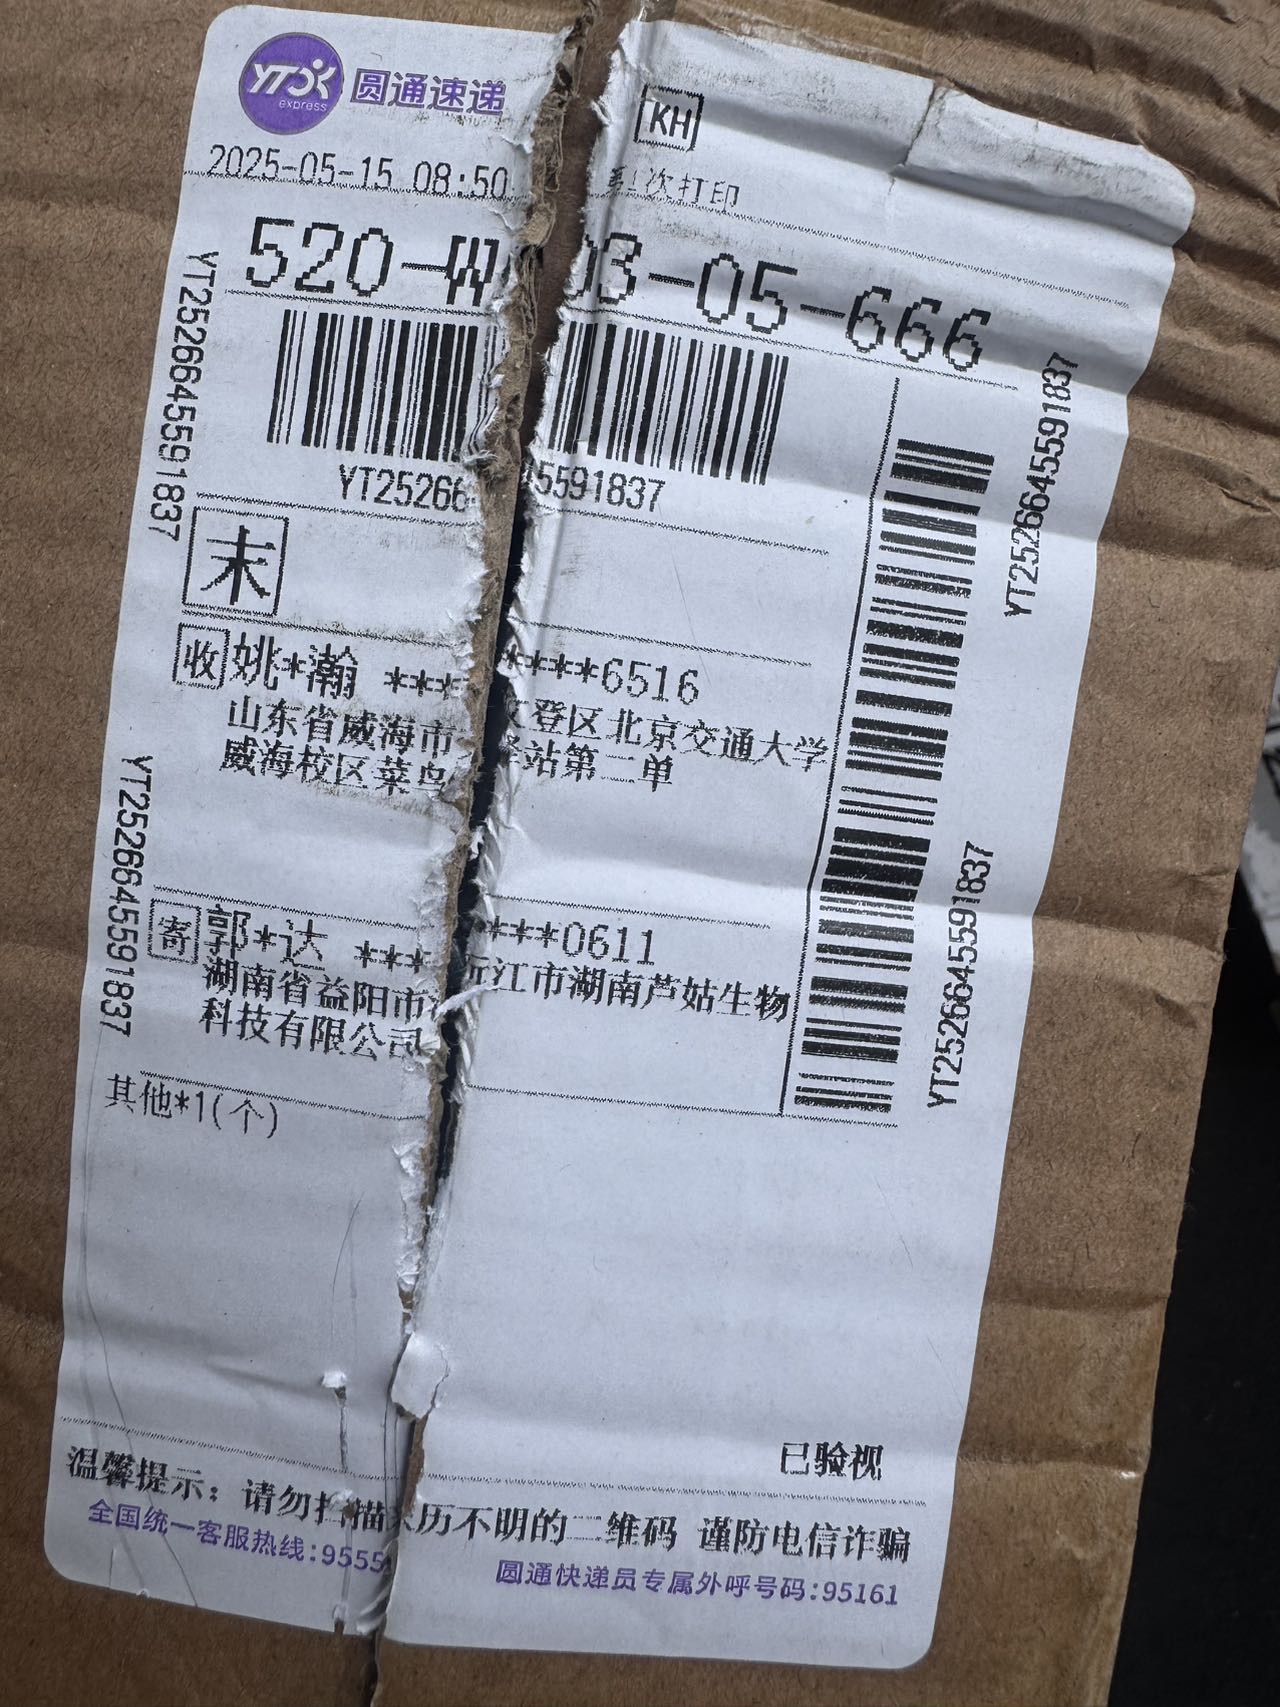 YTO express 圆通速递
KH
2025-05-15 08:50 次打印
520-W 03-05-666
YT2526645591837
YT2526645591837
YT25266 5591837
末
收 姚*瀚 *** ****6516
山东省威海市 文登区北京交通大学
威海校区菜鸟 驿站第二单
YT2526645591837
YT2526645591837
寄 郭*达 *** ***0611
湖南省益阳市 沅江市湖南芦姑生物
科技有限公司
其他*1(个)
已验视
温馨提示：请勿扫描来历不明的二维码 谨防电信诈骗
全国统一客服热线:9555
圆通快递员专属外呼号码:95161